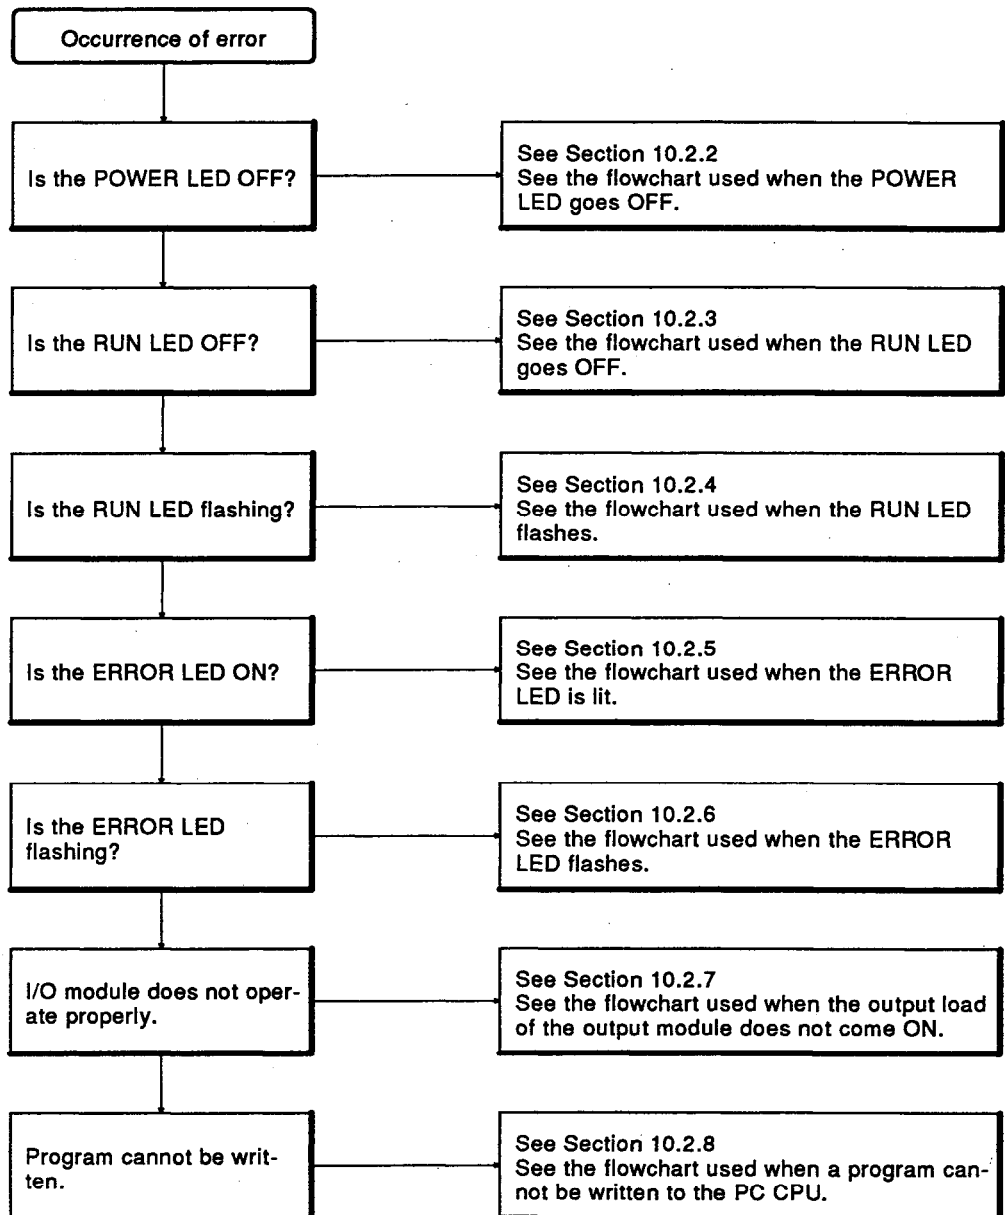 Occurrence of error
Is the POWER LED OFF?
See Section 10.2.2
See the flowchart used when the POWER
LED goes OFF.
Is the RUN LED OFF?
See Section 10.2.3
See the flowchart used when the RUN LED
goes OFF.
Is the RUN LED flashing?
See Section 10.2.4
See the flowchart used when the RUN LED
flashes.
Is the ERROR LED ON?
See Section 10.2.5
See the flowchart used when the ERROR
LED is lit.
Is the ERROR LED
flashing?
See Section 10.2.6
See the flowchart used when the ERROR
LED flashes.
I/O module does not oper-
ate properly.
See Section 10.2.7
See the flowchart used when the output load
of the output module does not come ON.
Program cannot be writ-
ten.
See Section 10.2.8
See the flowchart used when a program can-
not be written to the PC CPU.